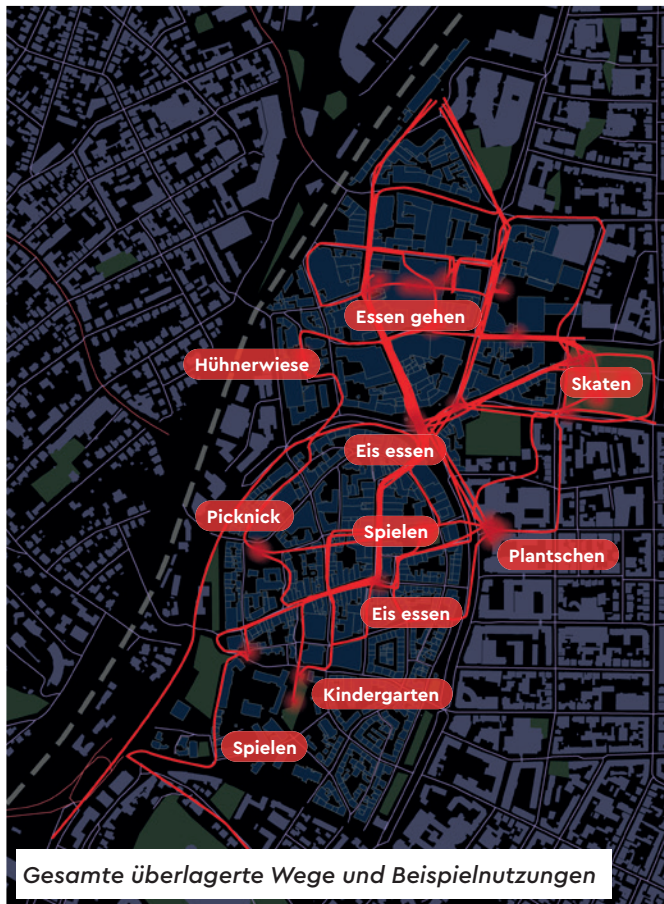 Essen gehen
Hühnerwiese
Skaten
Eis essen
Picknick
Spielen
Plantschen
Eis essen
Kindergarten
Spielen
Gesamte überlagerte Wege und Beispielnutzungen